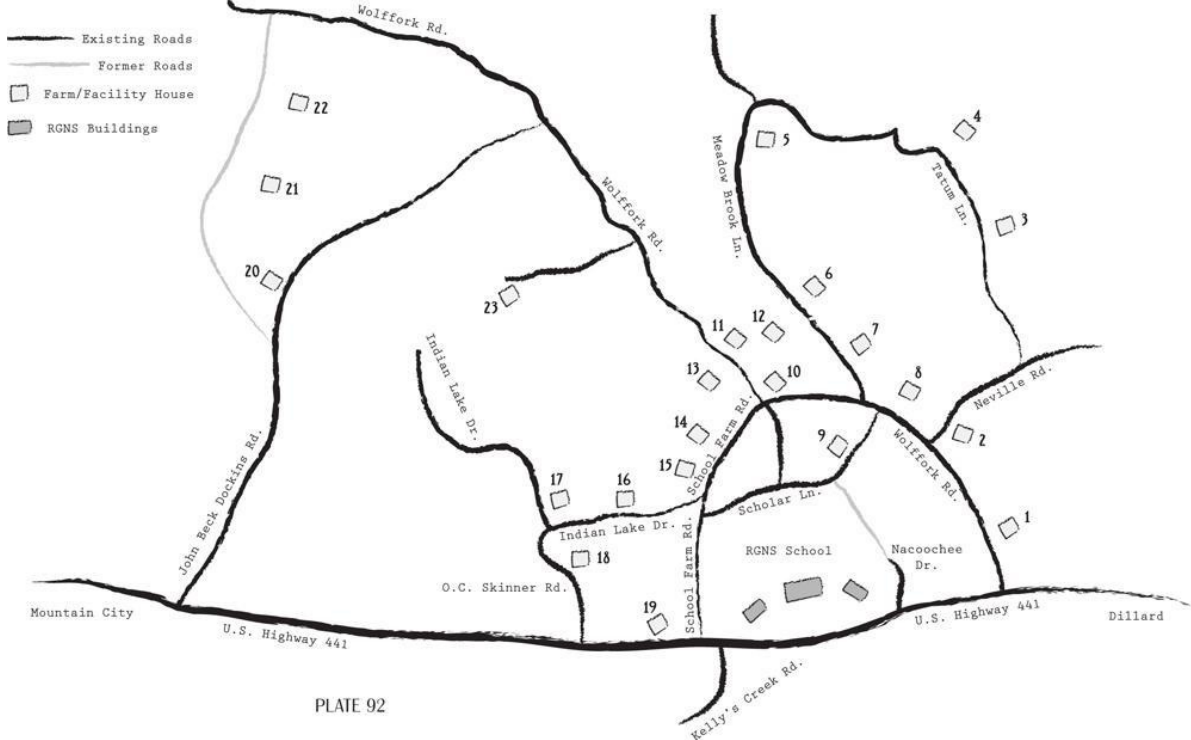 Wolffork Rd.
Existing Roads
Former Roads
Farm/Facility House
RGNS Buildings
22
21
20
4
5
Meadow Brook Ln.
Tatum Ln.
3
Wolffork Rd.
6
23
11
12
7
Indian Lake Dr.
13
10
8
Neville Rd.
14
School Farm Rd.
9
2
15
Wolffork Rd.
17
16
Scholar Ln.
John Beck Dockins Rd.
Indian Lake Dr.
1
18
School Farm Rd.
RGNS School
Nacoochee
Dr.
O.C. Skinner Rd.
19
Mountain City
U.S. Highway 441
U.S. Highway 441
Dillard
Kelly's Creek Rd.
PLATE 92